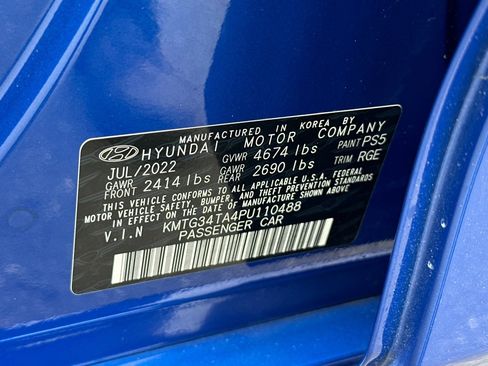 MANUFACTURED IN KOREA BY
HYUNDAI MOTOR COMPANY
JUL/2022 GVWR 4674 lbs PAINT PS5
GAWR FRONT 2414 lbs GAWR REAR 2690 lbs TRIM RGE
THIS VEHICLE CONFORMS TO ALL APPLICABLE U.S.A. FEDERAL
MOTOR VEHICLE SAFETY, BUMPER, AND THEFT PREVENTION
STANDARDS IN EFFECT ON THE DATE OF MANUFACTURE SHOWN ABOVE.
V.I.N KMTG34TA4PU110488
PASSENGER CAR